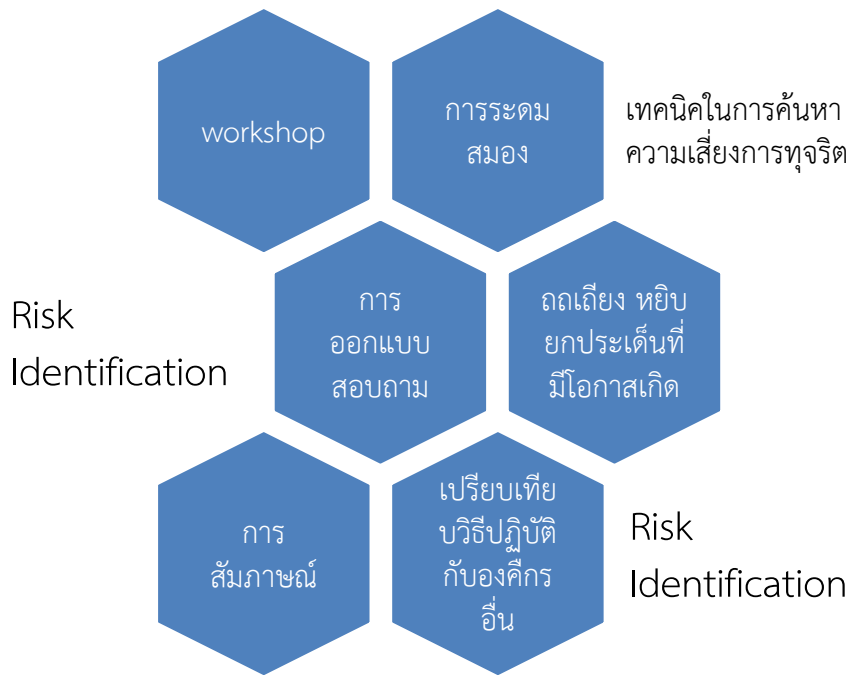 workshop
การระดม
สมอง
เทคนิคในการค้นหา
ความเสี่ยงการทุจริต
Risk
Identification
การ
ออกแบบ
สอบถาม
ถกเถียง หยิบ
ยกประเด็นที่
มีโอกาสเกิด
การ
สัมภาษณ์
เปรียบเทีย
บวิธีปฏิบัติ
กับองค์กร
อื่น
Risk
Identification